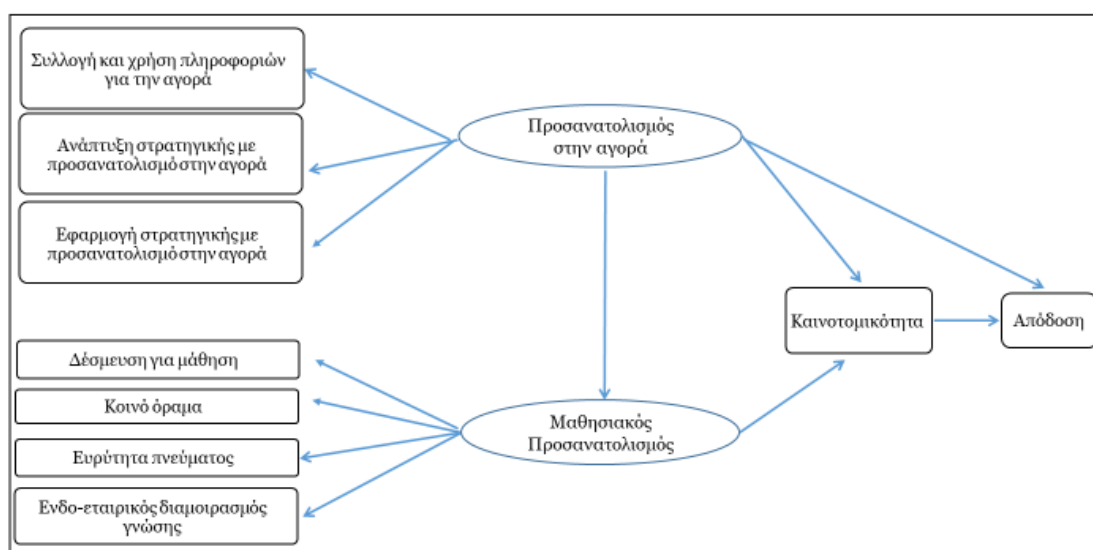 Συλλογή και χρήση πληροφοριών
για την αγορά
Ανάπτυξη στρατηγικής με
προσανατολισμό στην αγορά
Εφαρμογή στρατηγικής με
προσανατολισμό στην αγορά
Προσανατολισμός
στην αγορά
Καινοτομικότητα
Απόδοση
Δέσμευση για μάθηση
Κοινό όραμα
Ευρύτητα πνεύματος
Ενδο-εταιρικός διαμοιρασμός
γνώσης
Μαθησιακός
Προσανατολισμός